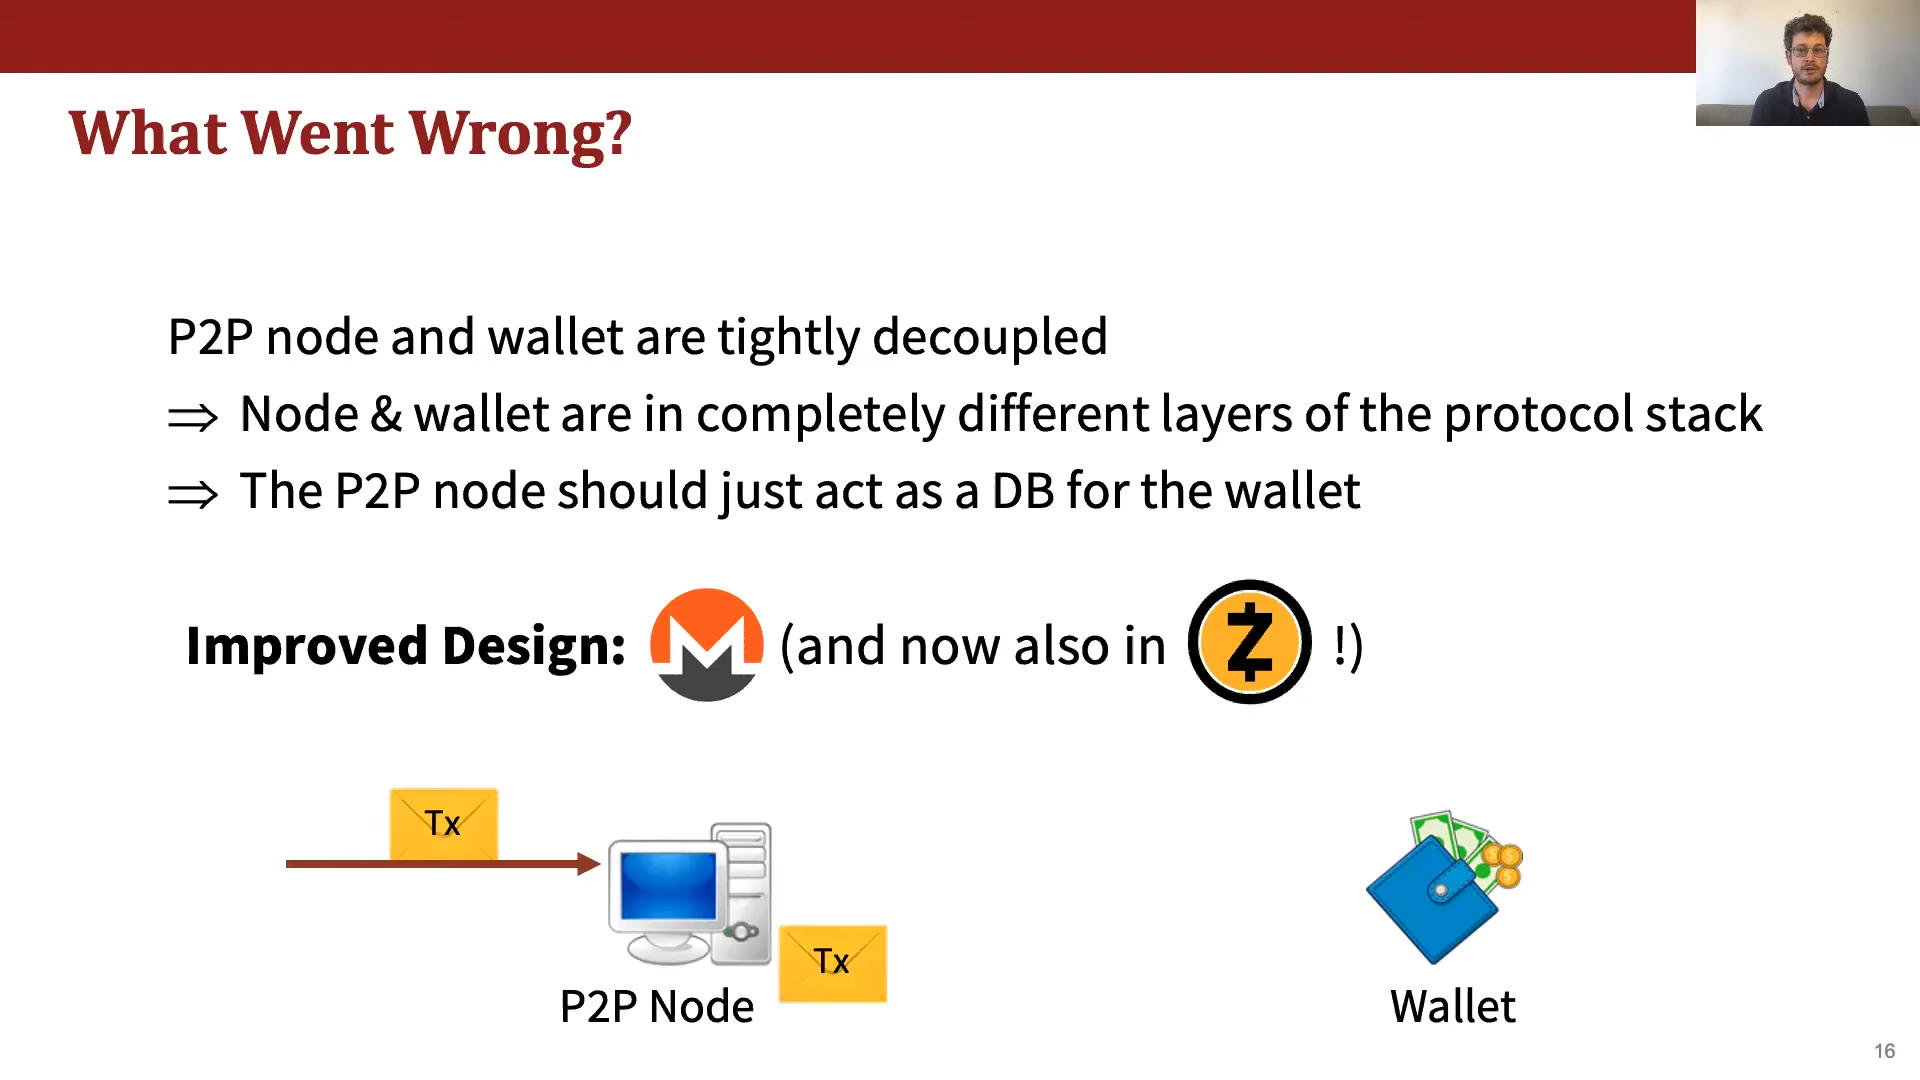 What Went Wrong?
P2P node and wallet are tightly decoupled
⇒ Node & wallet are in completely different layers of the protocol stack
⇒ The P2P node should just act as a DB for the wallet
Improved Design: (and now also in !)
Tx
Tx
P2P Node
Wallet
16